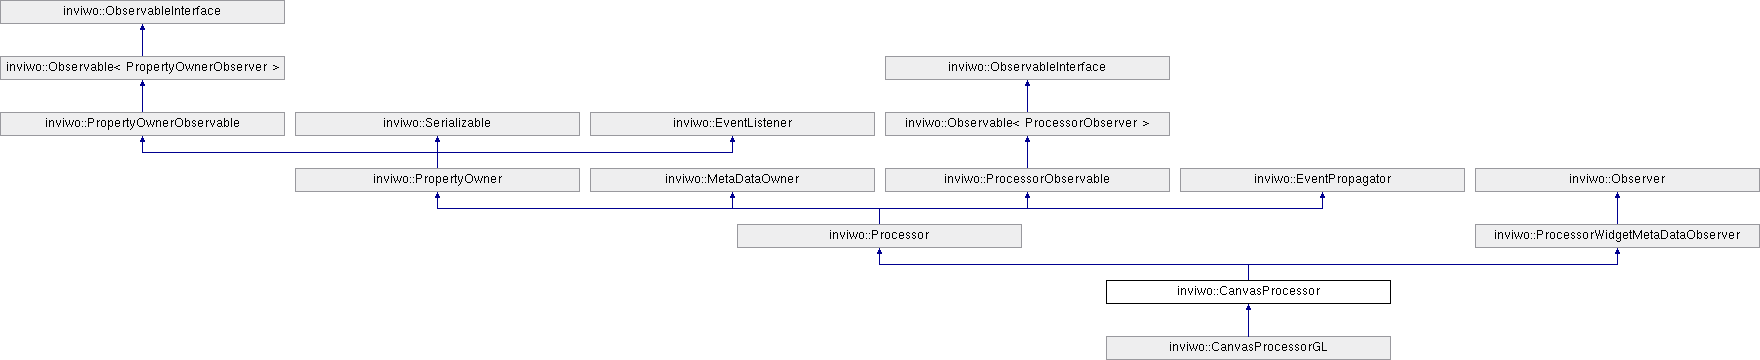 inviwo::ObservableInterface
inviwo::Observable< PropertyOwnerObserver >
inviwo::ObservableInterface
inviwo::PropertyOwnerObservable
inviwo::Serializable
inviwo::EventListener
inviwo::Observable< ProcessorObserver >
inviwo::PropertyOwner
inviwo::MetaDataOwner
inviwo::ProcessorObservable
inviwo::EventPropagator
inviwo::Observer
inviwo::Processor
inviwo::ProcessorWidgetMetaDataObserver
inviwo::CanvasProcessor
inviwo::CanvasProcessorGL